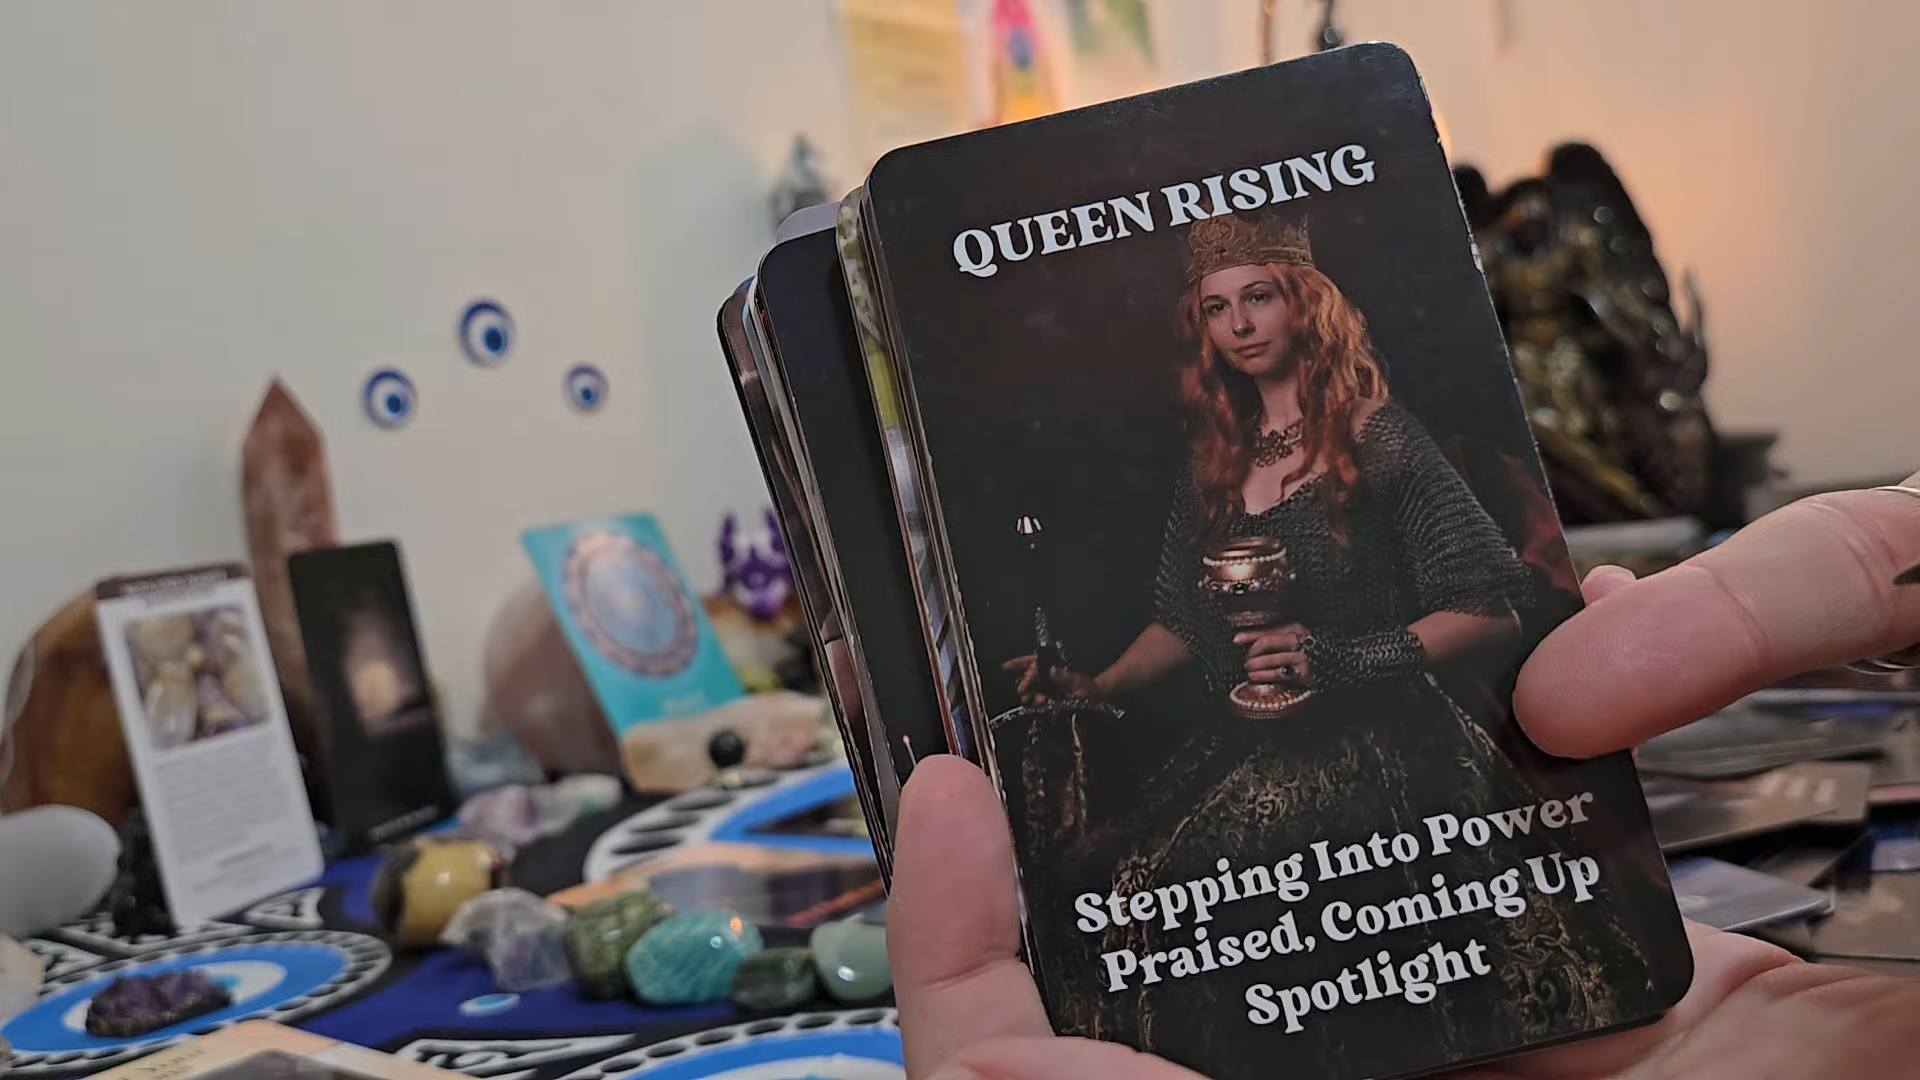 QUEEN RISING
Stepping Into Power
Praised, Coming Up
Spotlight